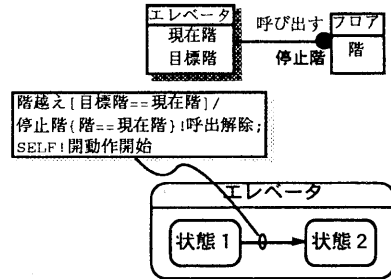 エレベータ
現在階
目標階
呼び出す
停止階
フロア
階
階越え[目標階==現在階]/
停止階{階==現在階}!呼出解除;
SELF!開動作開始
エレベータ
状態1
状態2